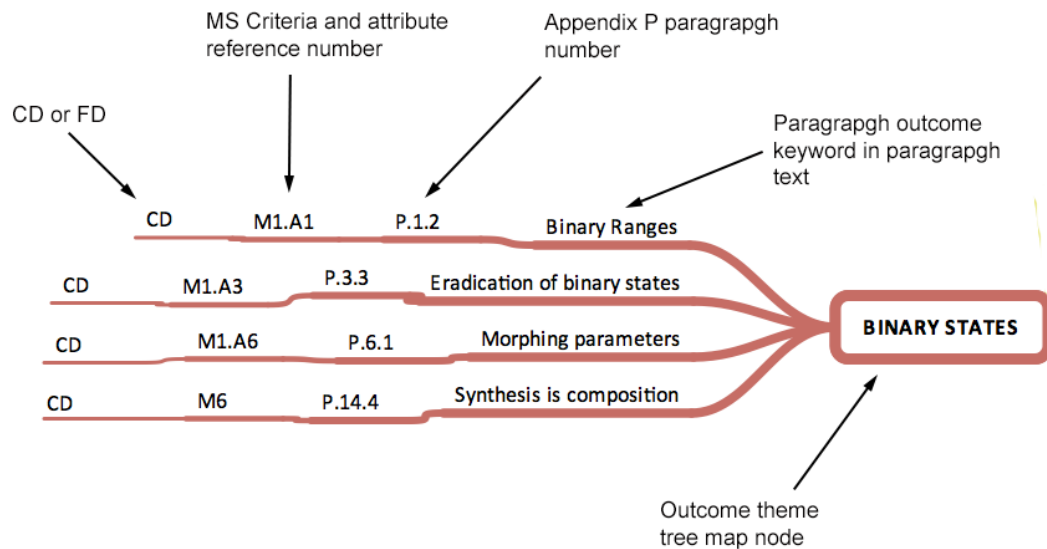 MS Criteria and attribute
reference number
Appendix P paragrapgh
number
CD or FD
Paragrapgh outcome
keyword in paragrapgh
text
CD M1.A1 P.1.2 Binary Ranges
CD M1.A3 P.3.3 Eradication of binary states
BINARY STATES
CD M1.A6 P.6.1 Morphing parameters
CD M6 P.14.4 Synthesis is composition
Outcome theme
tree map node